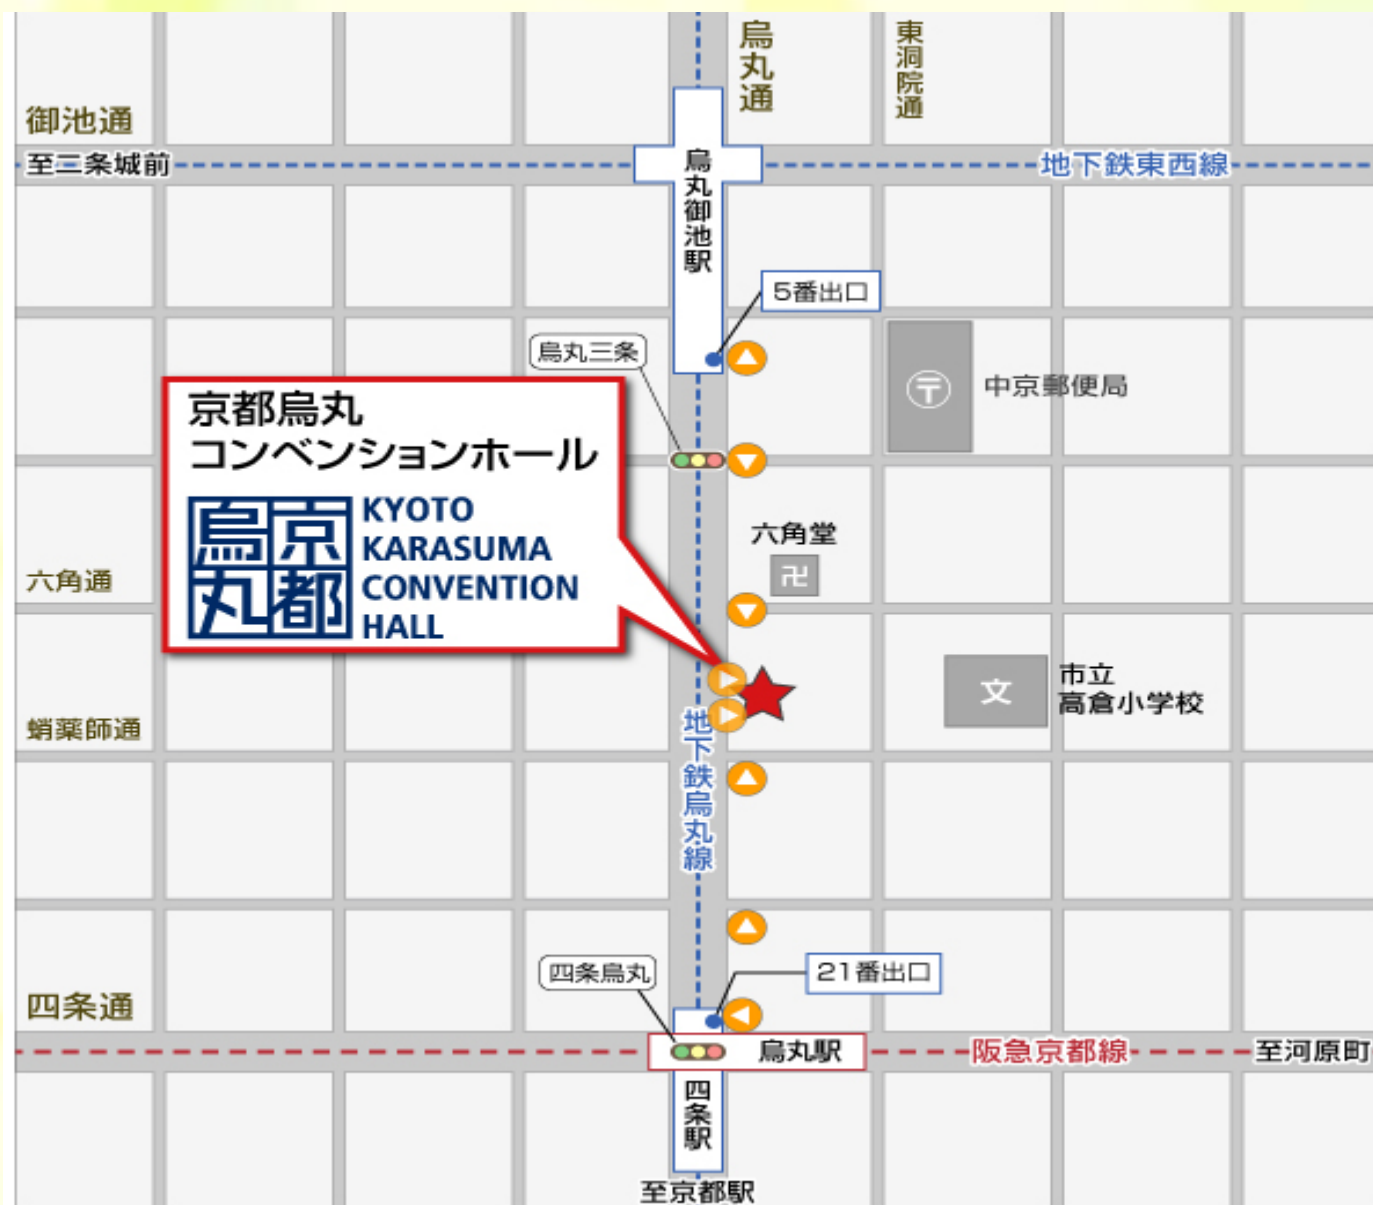 烏丸通
東洞院通
御池通
至二条城前
地下鉄東西線
烏丸御池駅
5番出口
烏丸三条
中京郵便局
京都烏丸
コンベンションホール
烏京
丸都
KYOTO
KARASUMA
CONVENTION
HALL
六角堂
卍
六角通
文
市立
高倉小学校
蛸薬師通
地下鉄烏丸線
四条烏丸
21番出口
四条通
烏丸駅
阪急京都線
至河原町
四条駅
至京都駅